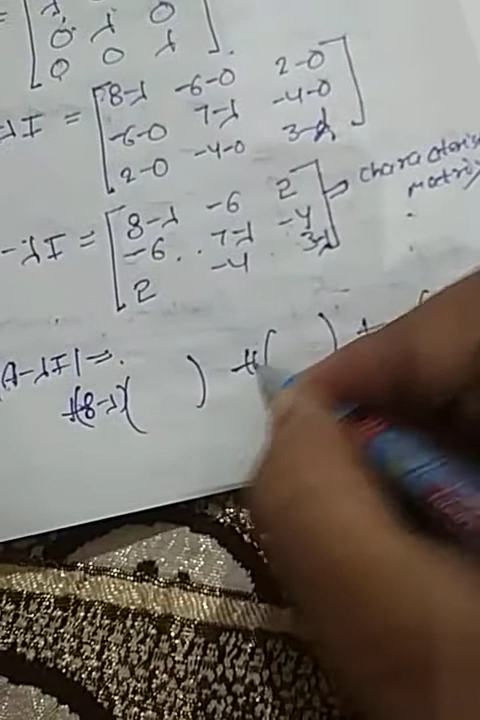 = [ λ 0 0
0 λ 0
0 0 λ ].
λI = [ 8-λ -6-0 2-0
-6-0 7-λ -4-0
2-0 -4-0 3-λ ]
-λI = [ 8-λ -6 2
-6 7-λ -4
2 -4 3-λ ] → characteris
matrix
|A-λI| =
+(8-λ)( ) +( ) +